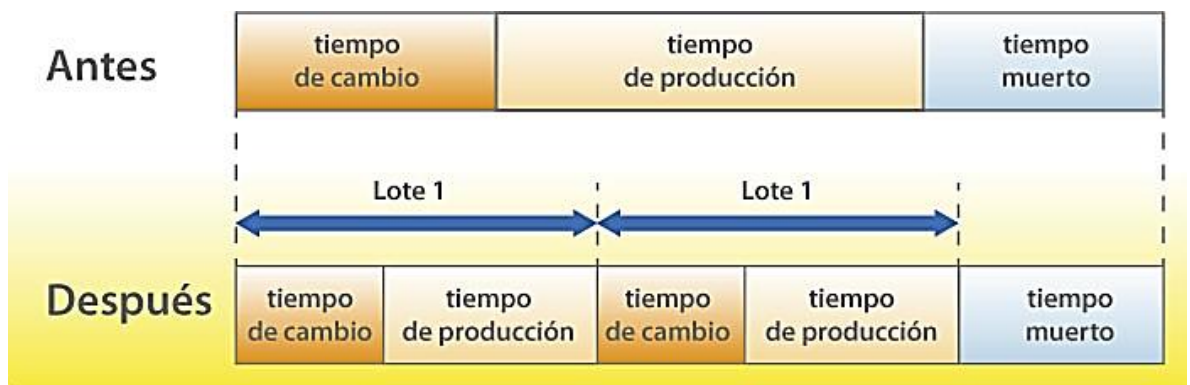 Antes
tiempo
de cambio
tiempo
de producción
tiempo
muerto
Lote 1
Lote 1
Después
tiempo
de cambio
tiempo
de producción
tiempo
de cambio
tiempo
de producción
tiempo
muerto